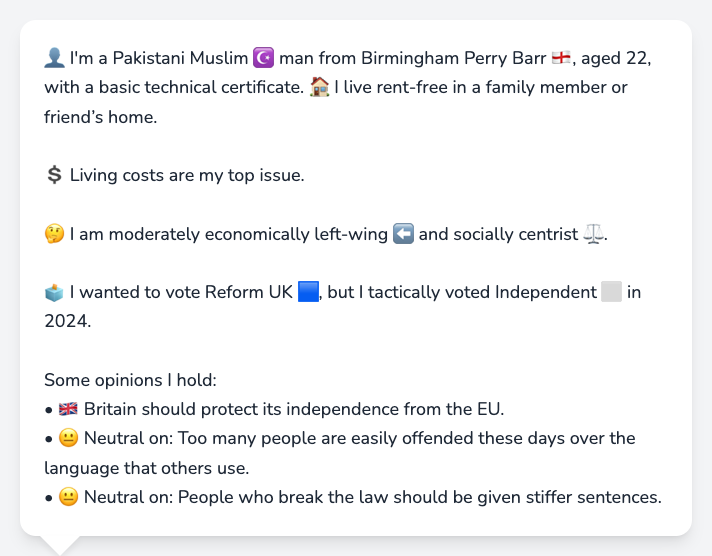 👤 I'm a Pakistani Muslim ☪️ man from Birmingham Perry Barr 🏴󠁧󠁢󠁥󠁮󠁧󠁿, aged 22,
with a basic technical certificate. 🏠 I live rent-free in a family member or
friend’s home.
💲 Living costs are my top issue.
🤔 I am moderately economically left-wing ⬅️ and socially centrist ⚖️.
🗳️ I wanted to vote Reform UK 🟦, but I tactically voted Independent ⬜ in
2024.
Some opinions I hold:
• 🇬🇧 Britain should protect its independence from the EU.
• 😐 Neutral on: Too many people are easily offended these days over the
language that others use.
• 😐 Neutral on: People who break the law should be given stiffer sentences.